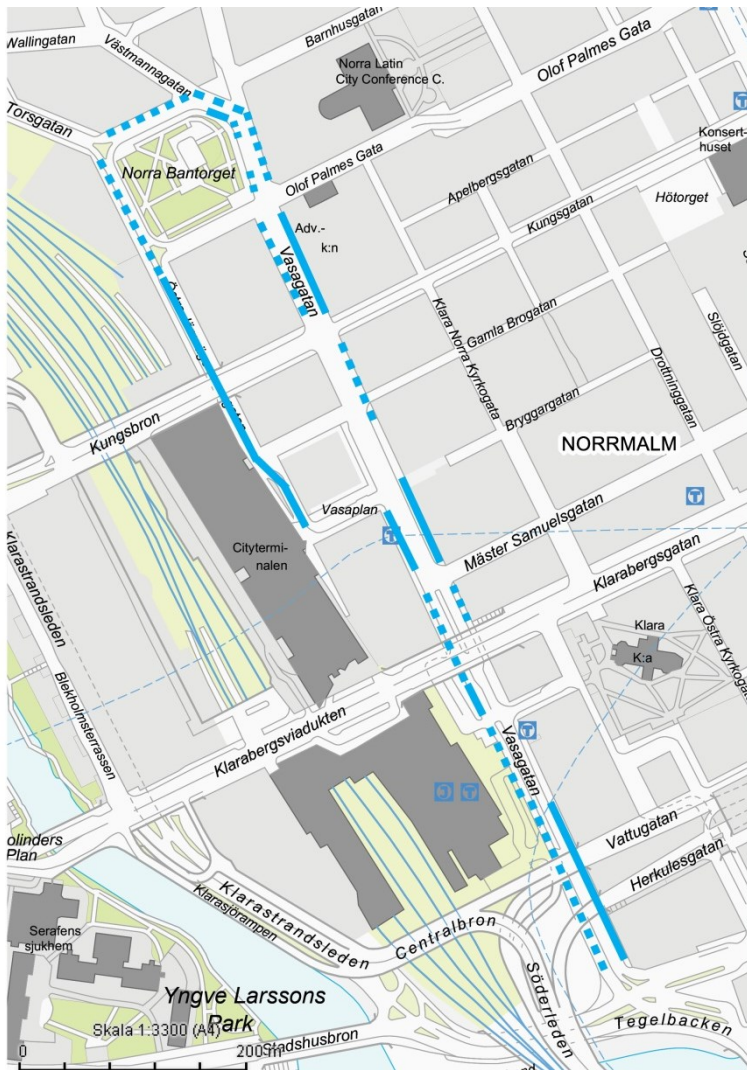 Wallingatan
Västmannagatan
Barnhusgatan
Norra Latin
City Conference C.
Olof Palmes Gata
Torsgatan
Norra Bantorget
Olof Palmes Gata
Konsert-
huset
Apelbergsgatan
Kungsgatan
Hötorget
Adv.-
k:n
Vasagatan
Klara Norra Kyrkogata
Gamla Brogatan
Slöjdgatan
Drottninggatan
Bryggargatan
Kungsbron
NORRMALM
Vasaplan
Mäster Samuelsgatan
Citytermi-
nalen
Klarabergsgatan
Klarastrandsleden
Klara
K:a
Klara Östra Kyrkogata
Blekholmsterrassen
Klarabergsviadukten
Vasagatan
Vattugatan
Herkulesgatan
olinders
Plan
Klarastrandsleden
Klarasjörampen
Centralbron
Serafens
sjukhem
Söderleden
Yngve Larssons
Park
Skala 1:3300 (A4)
0
200 m
Stadshusbron
Tegelbacken